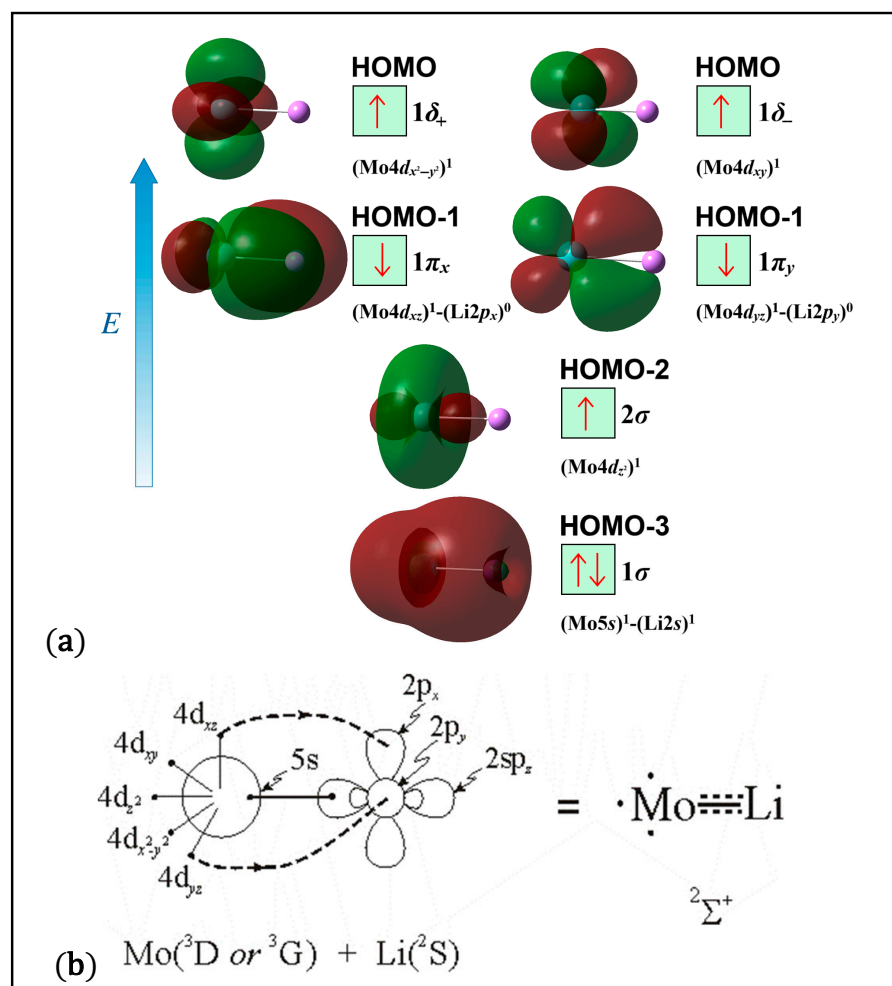 HOMO HOMO
↑ 1δ₊ ↑ 1δ₋
(Mo4dₓ²₋ᵧ²)¹ (Mo4dxy)¹
HOMO-1 HOMO-1
↓ 1πx ↓ 1πy
(Mo4dxz)¹-(Li2px)⁰ (Mo4dyz)¹-(Li2py)⁰
E
HOMO-2
↑ 2σ
(Mo4dz²)¹
HOMO-3
↑↓ 1σ
(Mo5s)¹-(Li2s)¹
(a)
2px
4dxz
2py
4dxy
5s
2spz
4dz²
= ·Mo≡Li
4dx²-y²
4dyz
²Σ⁺
(b) Mo(³D or ³G) + Li(²S)